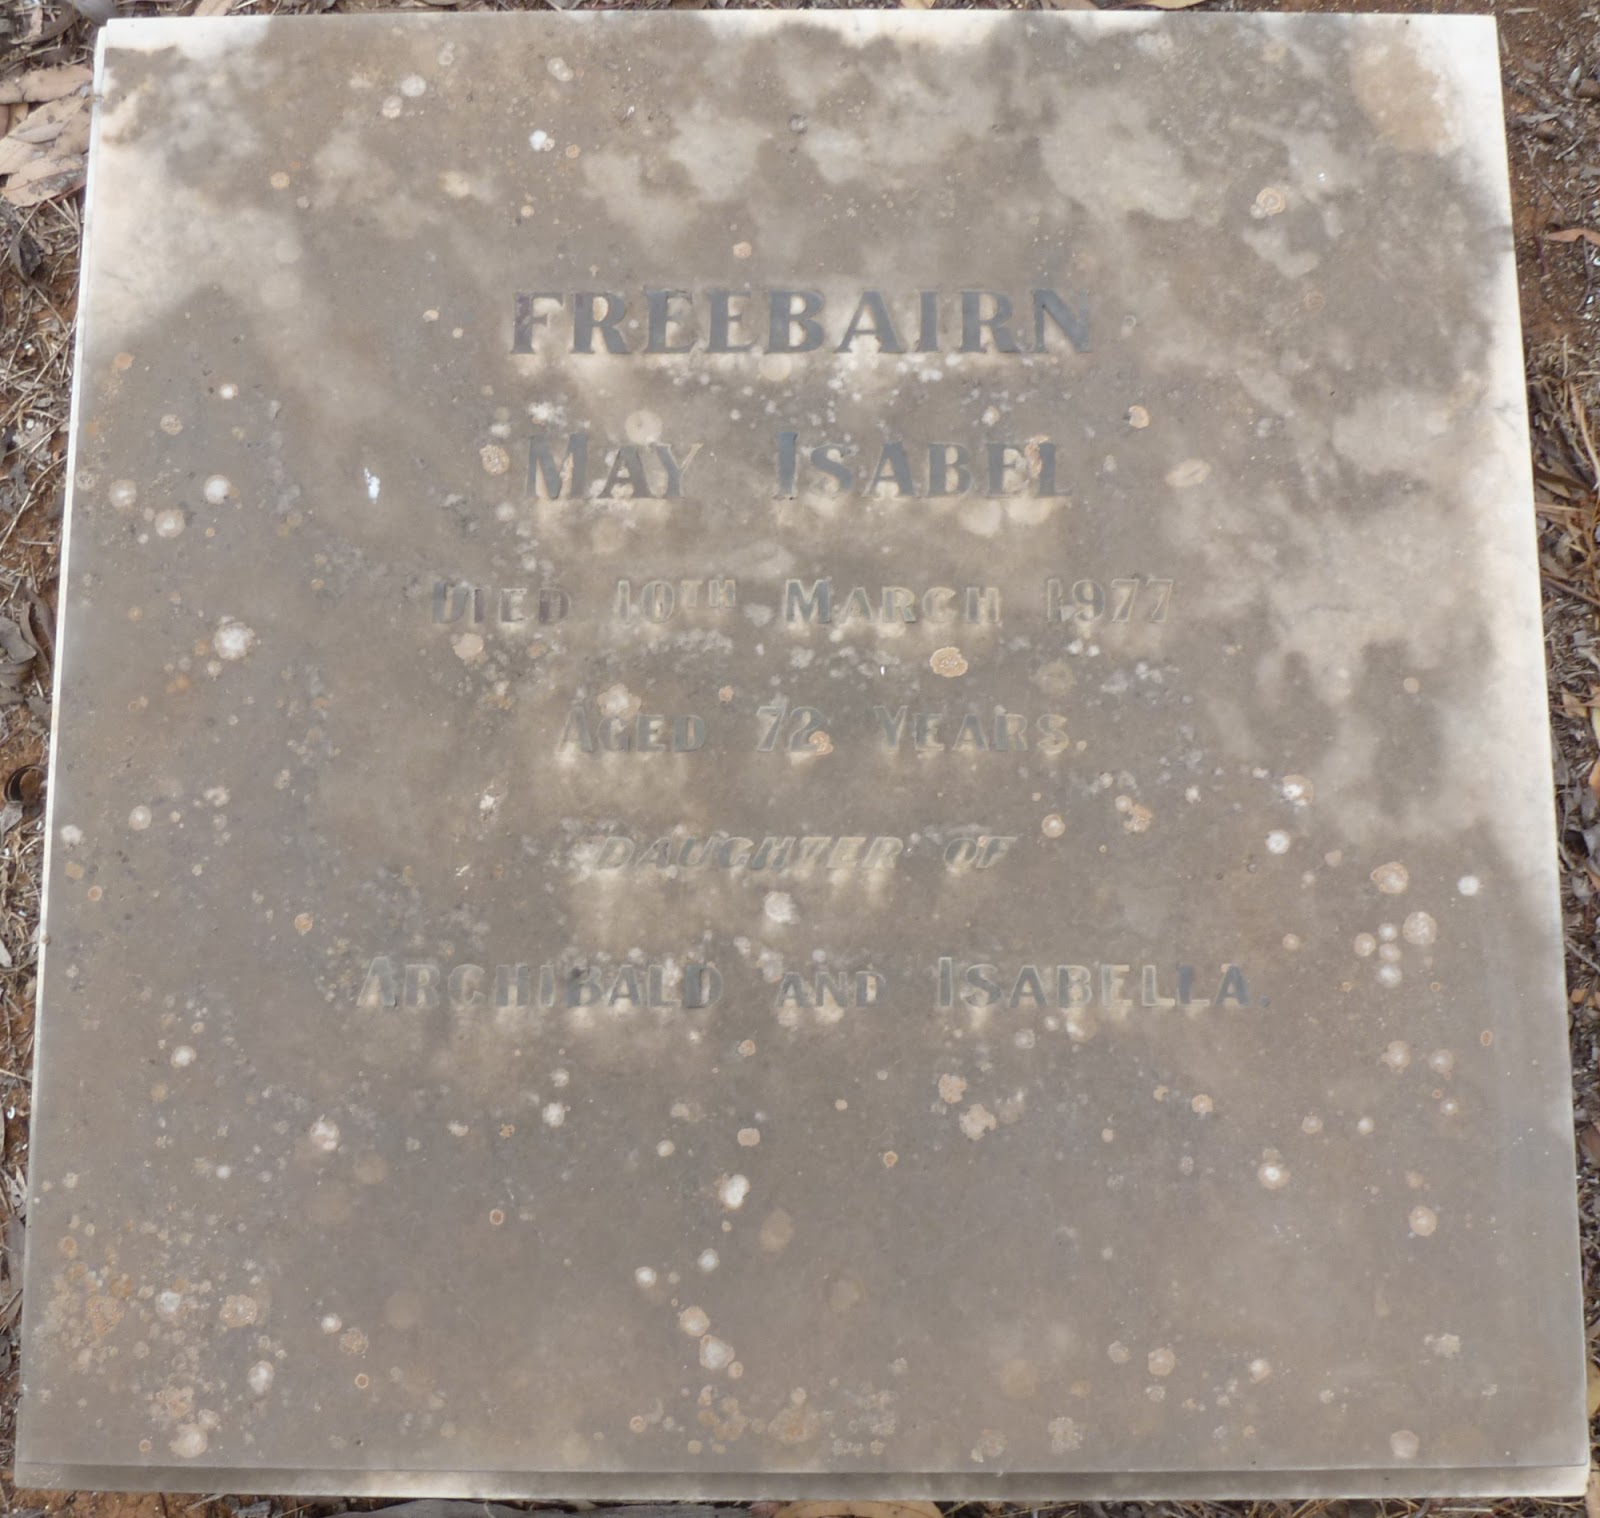 FREEBAIRN
MAY ISABEL
DIED 10TH MARCH 1977
AGED 72 YEARS.
DAUGHTER OF
ARCHIBALD AND ISABELLA.